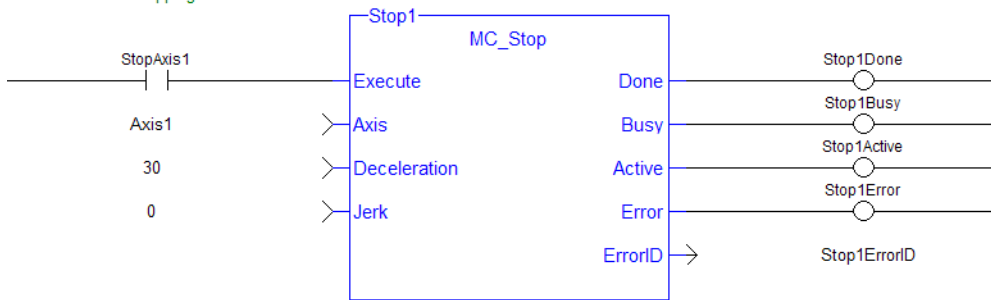 Stop1
MC_Stop
StopAxis1 Execute Done Stop1Done
Axis1 Axis Busy Stop1Busy
30 Deceleration Active Stop1Active
0 Jerk Error Stop1Error
ErrorID Stop1ErrorID